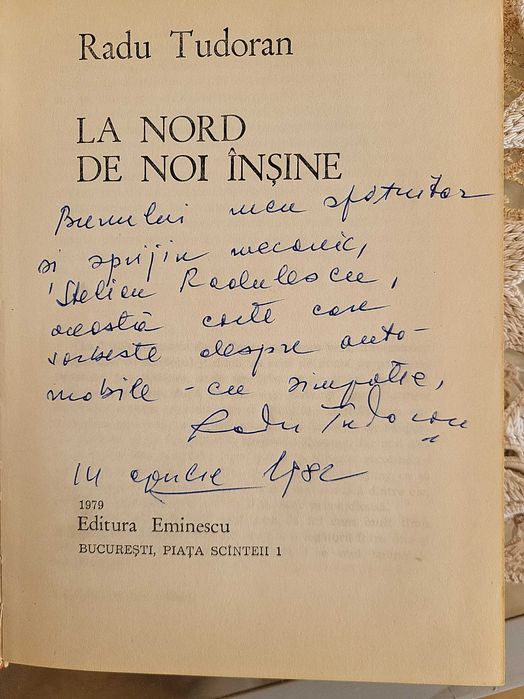 Radu Tudoran
LA NORD
DE NOI ÎNȘINE
Bunului meu sfătuitor
și sprijin mecanic,
Stelian Radulescu,
această carte care
vorbește despre auto-
mobile - cu simpatie,
Radu Tudoran
14 aprilie 1982
1979
Editura Eminescu
BUCUREȘTI, PIAȚA SCÎNTEII 1